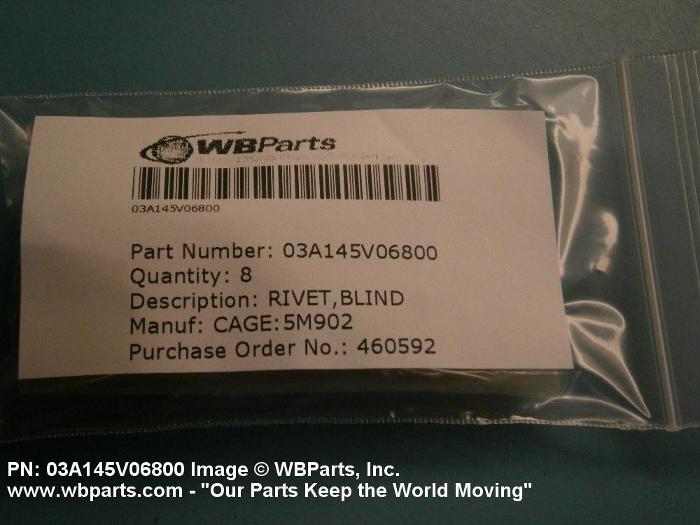 WBParts
03A145V06800
Part Number: 03A145V06800
Quantity: 8
Description: RIVET,BLIND
Manuf: CAGE:5M902
Purchase Order No.: 460592
PN: 03A145V06800 Image © WBParts, Inc.
www.wbparts.com - "Our Parts Keep the World Moving"